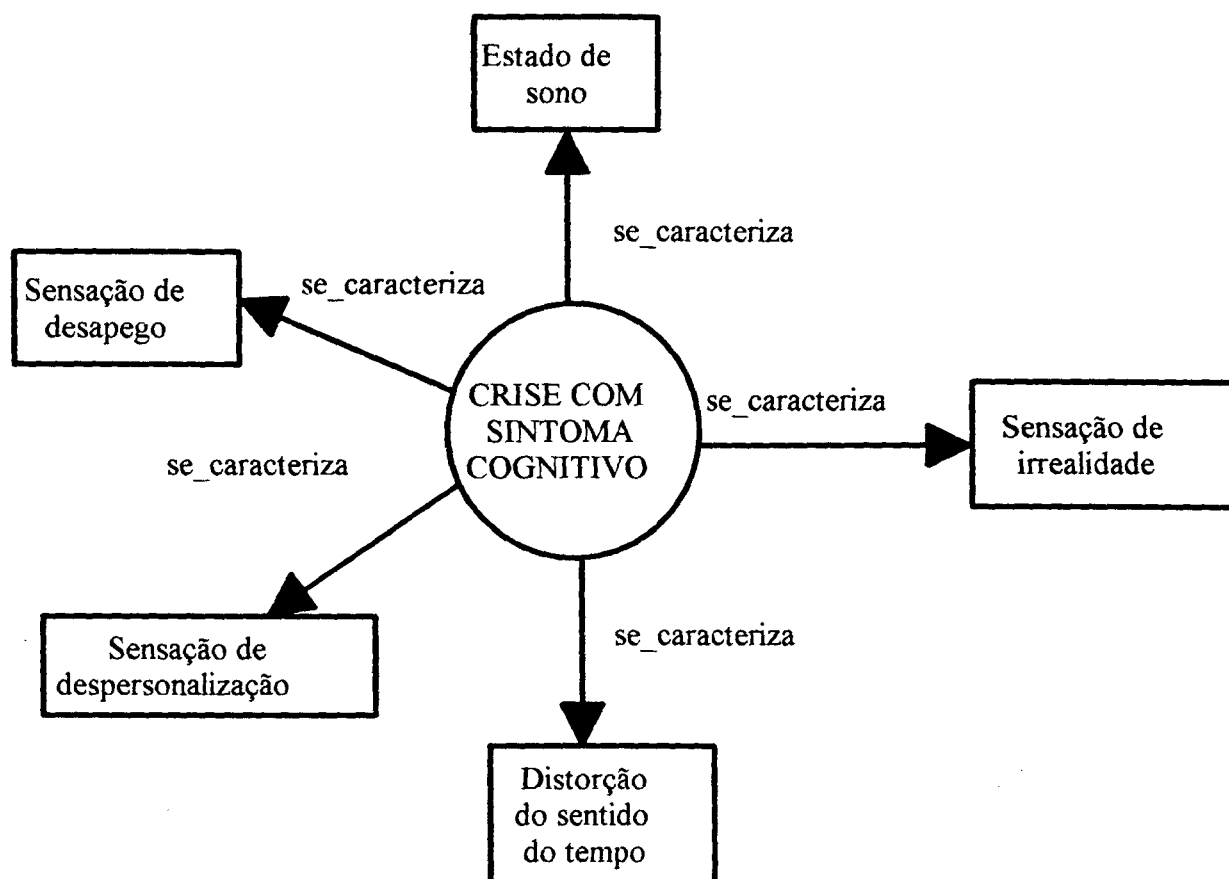 Estado de
sono
se_caracteriza
Sensação de
desapego
se_caracteriza
CRISE COM
SINTOMA
COGNITIVO
se_caracteriza
Sensação de
irrealidade
se_caracteriza
Sensação de
despersonalização
se_caracteriza
Distorção
do sentido
do tempo